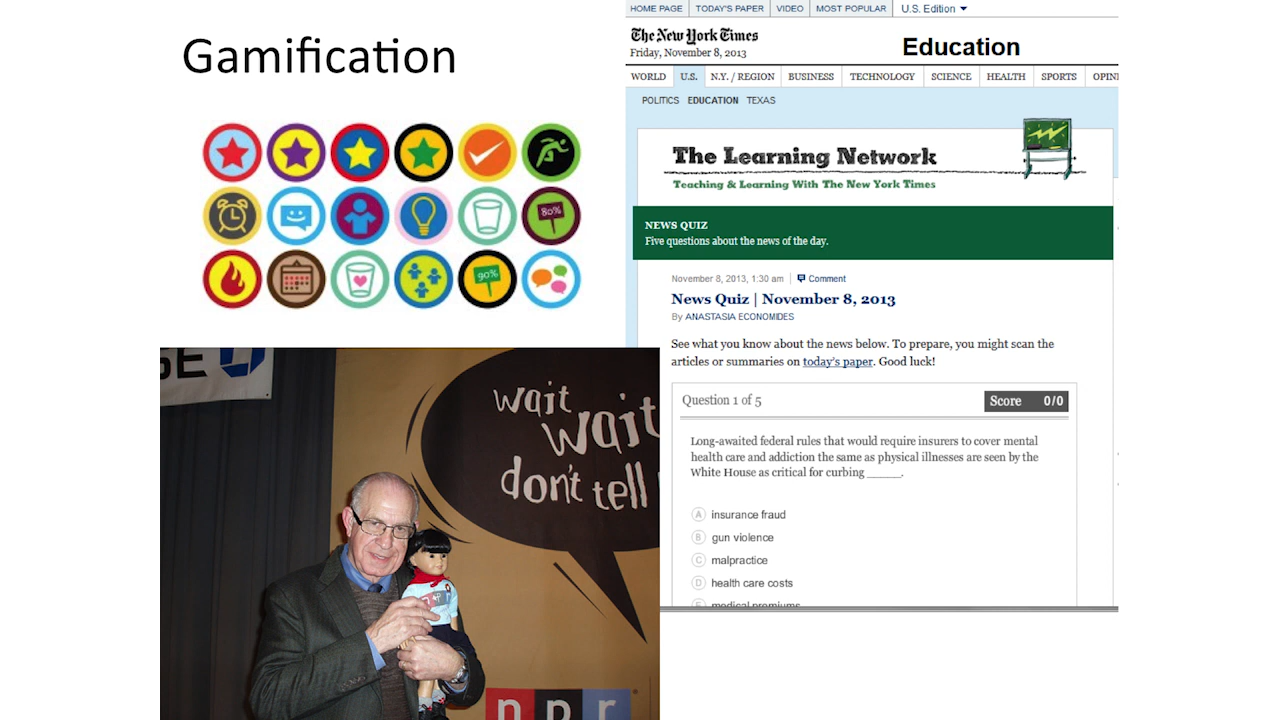 Gamification
80%
90%
HOME PAGE TODAY'S PAPER VIDEO MOST POPULAR U.S. Edition
The New York Times
Friday, November 8, 2013
Education
WORLD U.S. N.Y. / REGION BUSINESS TECHNOLOGY SCIENCE HEALTH SPORTS OPIN
POLITICS EDUCATION TEXAS
The Learning Network
Teaching & Learning With The New York Times
NEWS QUIZ
Five questions about the news of the day.
November 8, 2013, 1:30 am Comment
News Quiz | November 8, 2013
By ANASTASIA ECONOMIDES
See what you know about the news below. To prepare, you might scan the
articles or summaries on today's paper. Good luck!
Question 1 of 5 Score 0/0
Long-awaited federal rules that would require insurers to cover mental
health care and addiction the same as physical illnesses are seen by the
White House as critical for curbing ______.
A insurance fraud
B gun violence
C malpractice
D health care costs
E medical premiums
SE
wait
wait
don't tell
npr